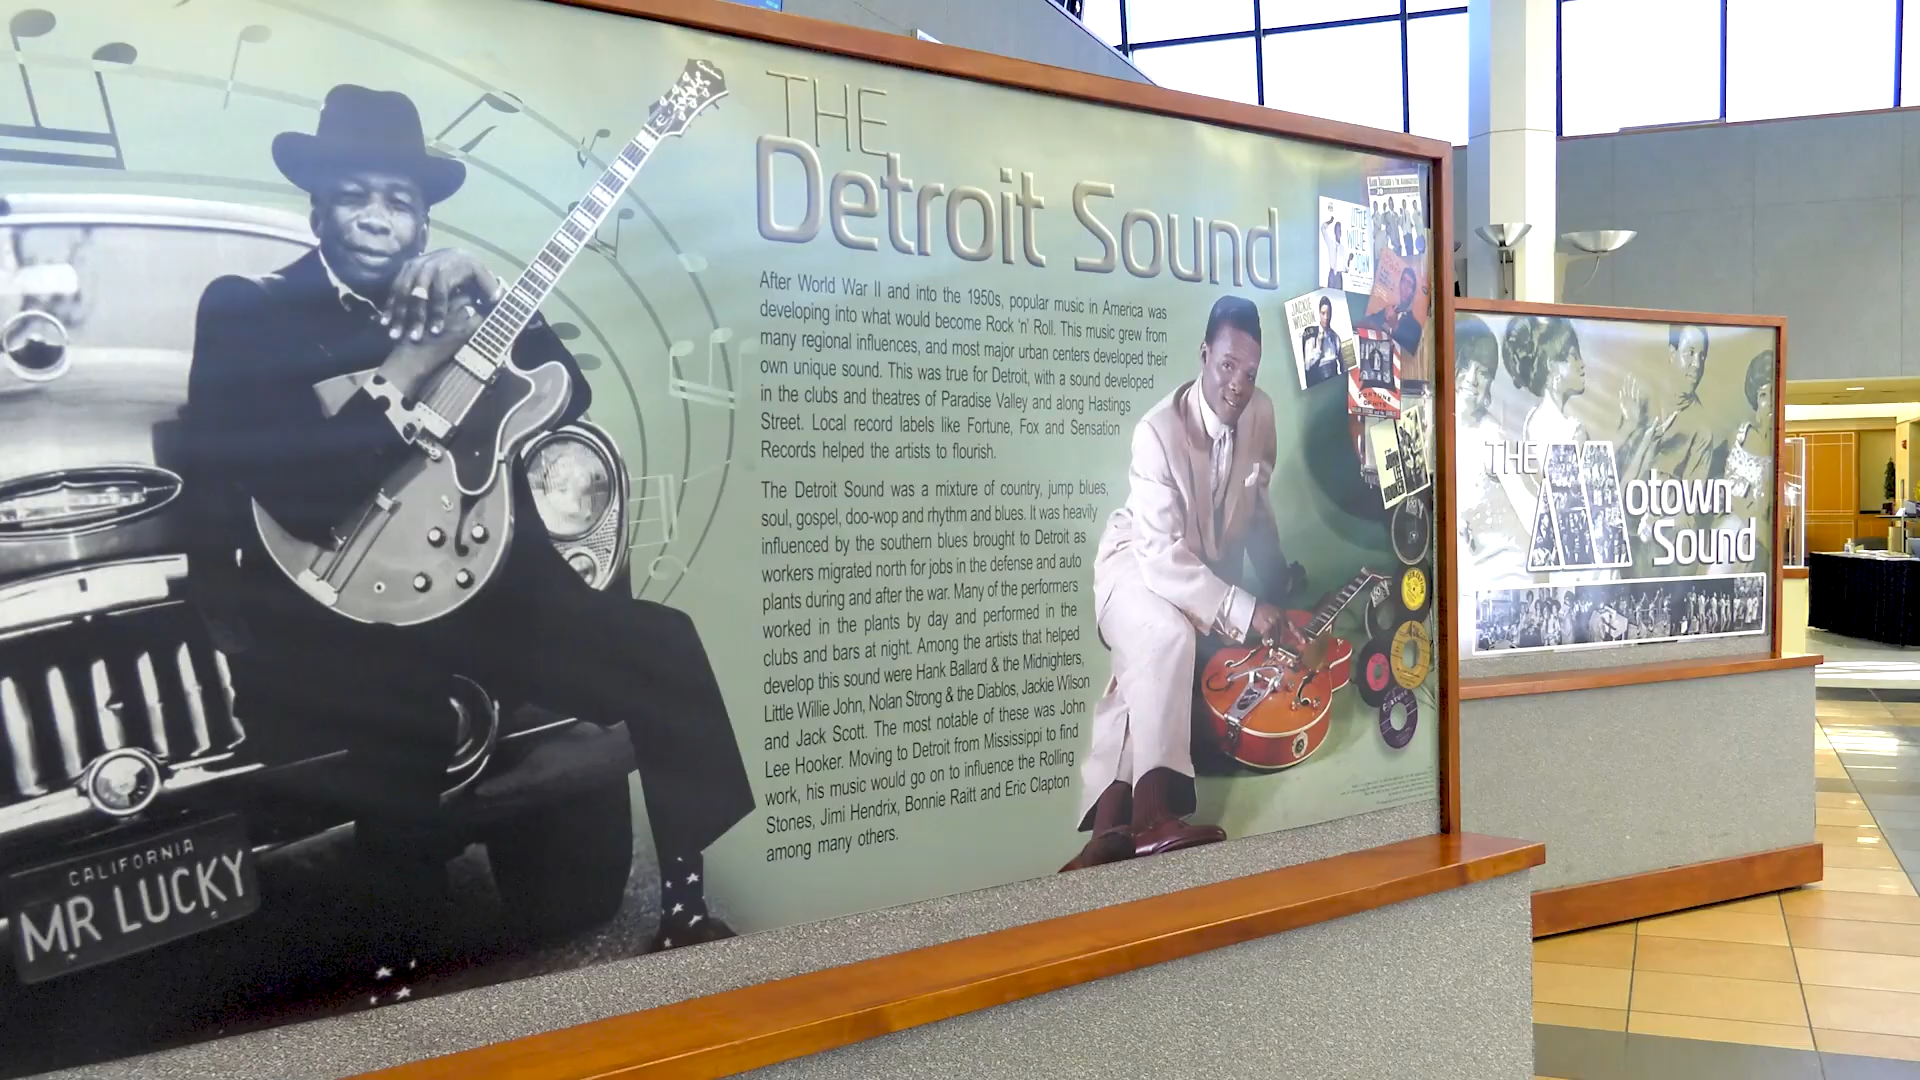 THE
Detroit Sound
After World War II and into the 1950s, popular music in America was
developing into what would become Rock 'n' Roll. This music grew from
many regional influences, and most major urban centers developed their
own unique sound. This was true for Detroit, with a sound developed
in the clubs and theatres of Paradise Valley and along Hastings
Street. Local record labels like Fortune, Fox and Sensation
Records helped the artists to flourish.
The Detroit Sound was a mixture of country, jump blues,
soul, gospel, doo-wop and rhythm and blues. It was heavily
influenced by the southern blues brought to Detroit as
workers migrated north for jobs in the defense and auto
plants during and after the war. Many of the performers
worked in the plants by day and performed in the
clubs and bars at night. Among the artists that helped
develop this sound were Hank Ballard & the Midnighters,
Little Willie John, Nolan Strong & the Diablos, Jackie Wilson
and Jack Scott. The most notable of these was John
Lee Hooker. Moving to Detroit from Mississippi to find
work, his music would go on to influence the Rolling
Stones, Jimi Hendrix, Bonnie Raitt and Eric Clapton
among many others.
CALIFORNIA
MR LUCKY
LITTLE
WILLIE
JOHN
JACKIE
WILSON
FORTUNE
OF HITS
THE
Motown
Sound